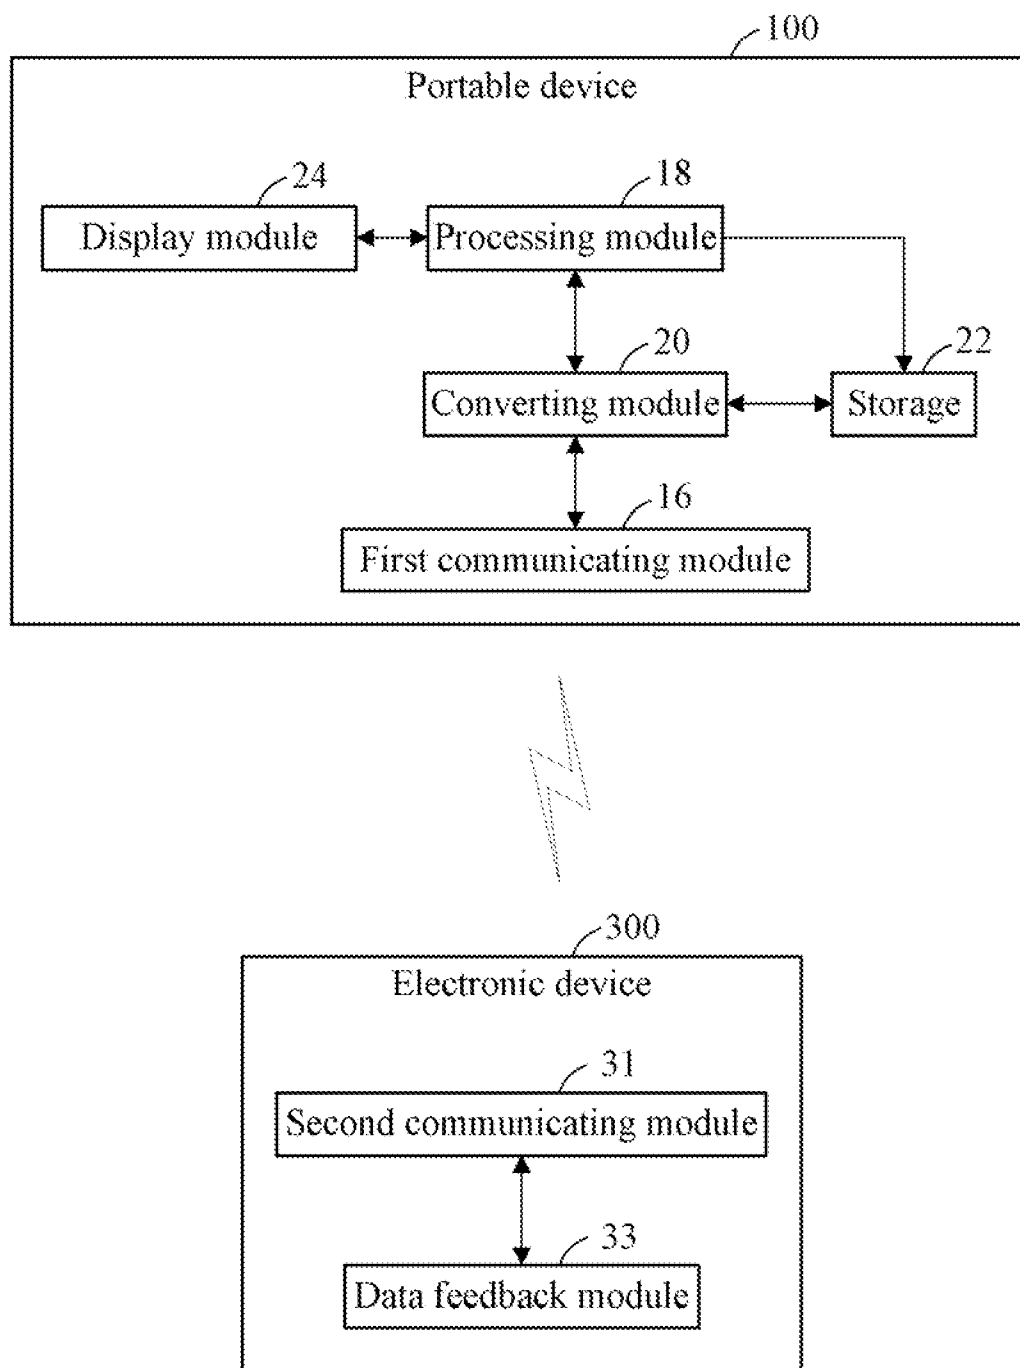 100
Portable device
24
18
Display module
Processing module
20
22
Converting module
Storage
16
First communicating module
300
Electronic device
31
Second communicating module
33
Data feedback module